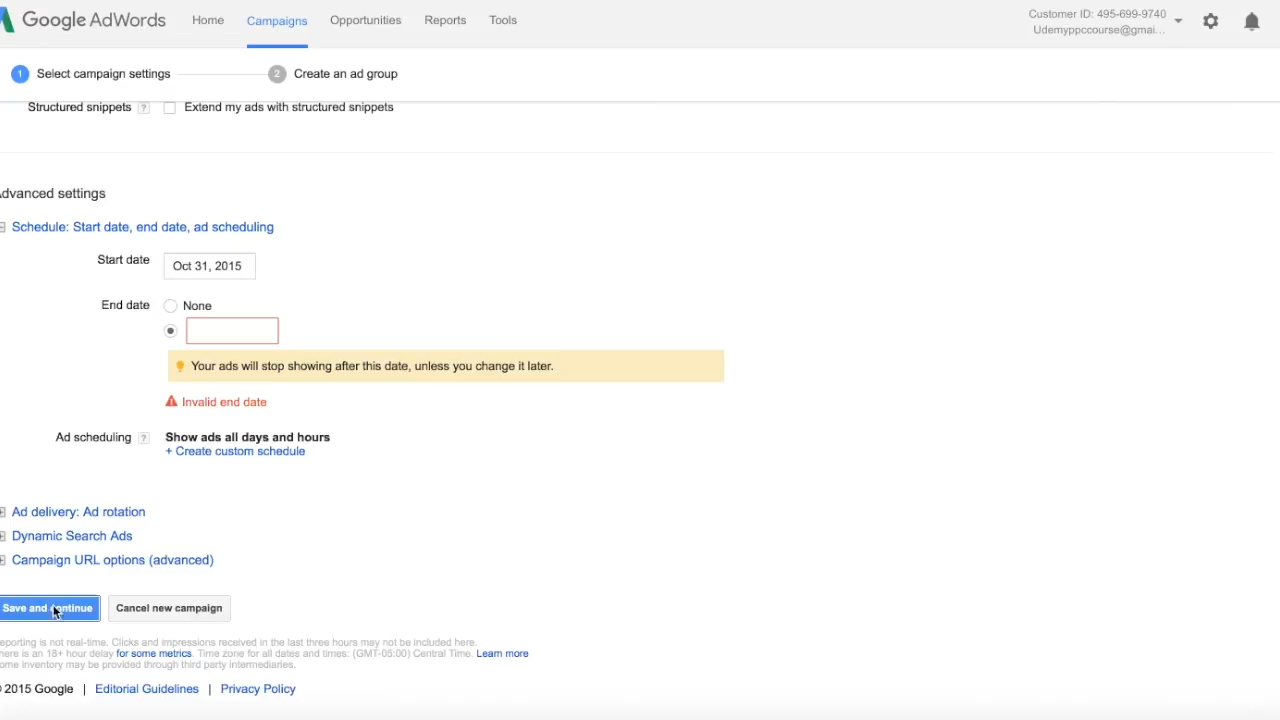 Google AdWords Home Campaigns Opportunities Reports Tools
Customer ID: 495-699-9740
Udemyppccourse@gmai...
1 Select campaign settings 2 Create an ad group
Structured snippets ? Extend my ads with structured snippets
Advanced settings
Schedule: Start date, end date, ad scheduling
Start date Oct 31, 2015
End date None
Your ads will stop showing after this date, unless you change it later.
Invalid end date
Ad scheduling ? Show ads all days and hours
+ Create custom schedule
Ad delivery: Ad rotation
Dynamic Search Ads
Campaign URL options (advanced)
Save and continue Cancel new campaign
eporting is not real-time. Clicks and impressions received in the last three hours may not be included here.
here is an 18+ hour delay for some metrics. Time zone for all dates and times: (GMT-05:00) Central Time. Learn more
ome inventory may be provided through third party intermediaries.
© 2015 Google | Editorial Guidelines | Privacy Policy